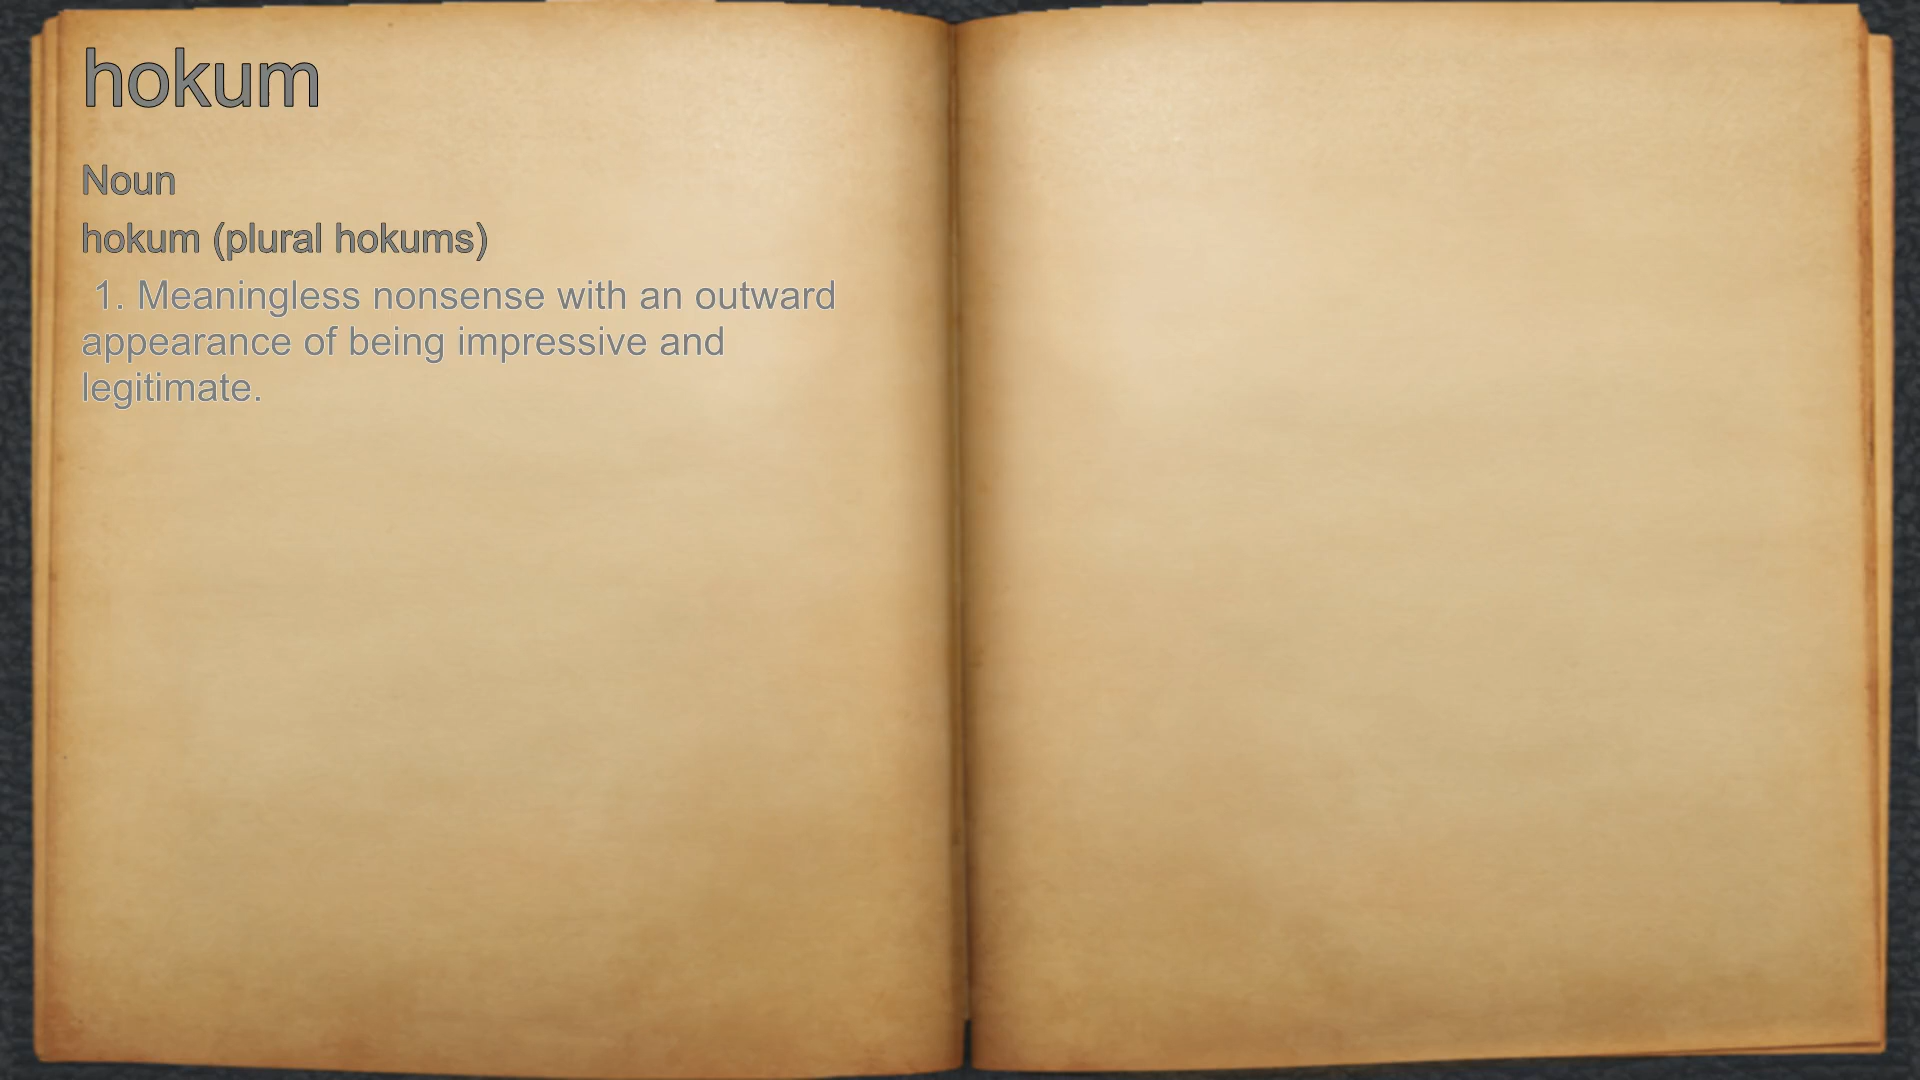 hokum
Noun
hokum (plural hokums)
1. Meaningless nonsense with an outward
appearance of being impressive and
legitimate.